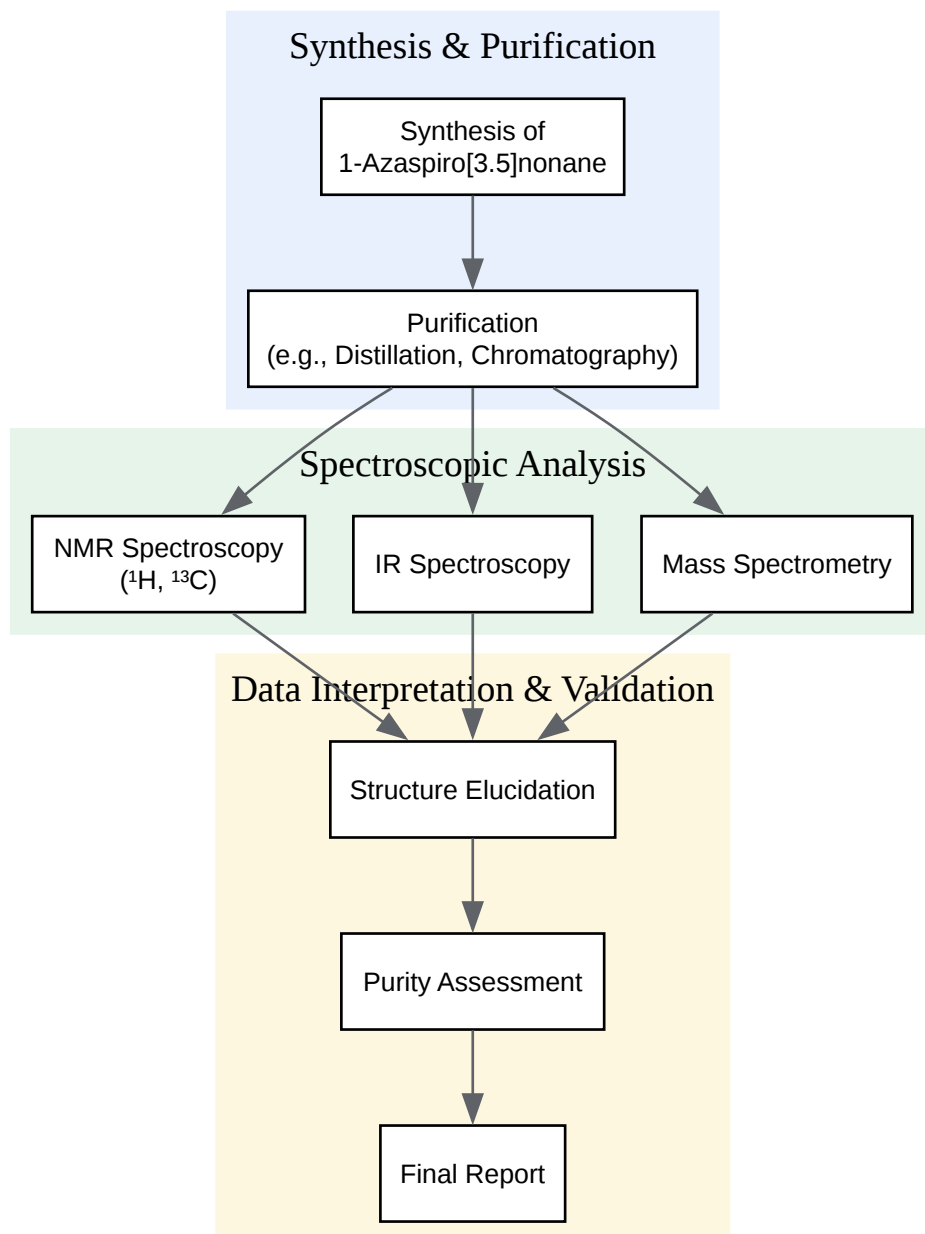 Synthesis & Purification
Synthesis of
1-Azaspiro[3.5]nonane
Purification
(e.g., Distillation, Chromatography)
Spectroscopic Analysis
NMR Spectroscopy
(¹H, ¹³C)
IR Spectroscopy
Mass Spectrometry
Data Interpretation & Validation
Structure Elucidation
Purity Assessment
Final Report